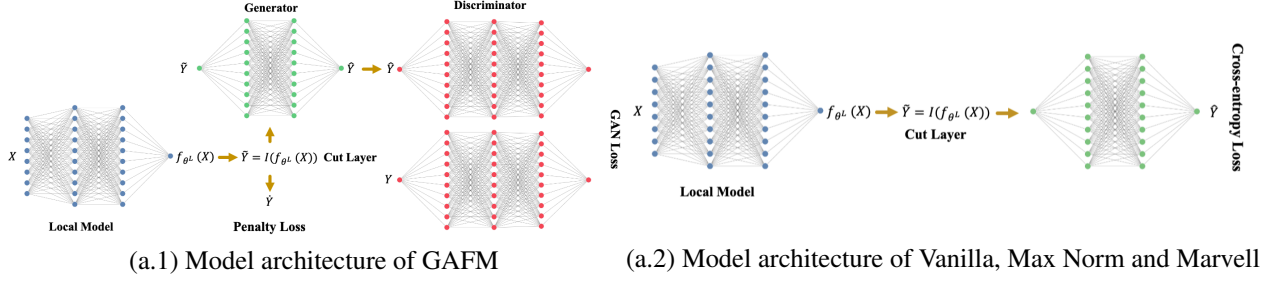 Generator
Discriminator
Ỹ
Ŷ
Ŷ
X
f_{θ^L}(X)
Ỹ = I(f_{θ^L}(X)) Cut Layer
Y
Local Model
Penalty Loss
GAN Loss
(a.1) Model architecture of GAFM
X
f_{θ^L}(X)
Ỹ = I(f_{θ^L}(X))
Cut Layer
Ŷ
Cross-entropy Loss
Local Model
(a.2) Model architecture of Vanilla, Max Norm and Marvell